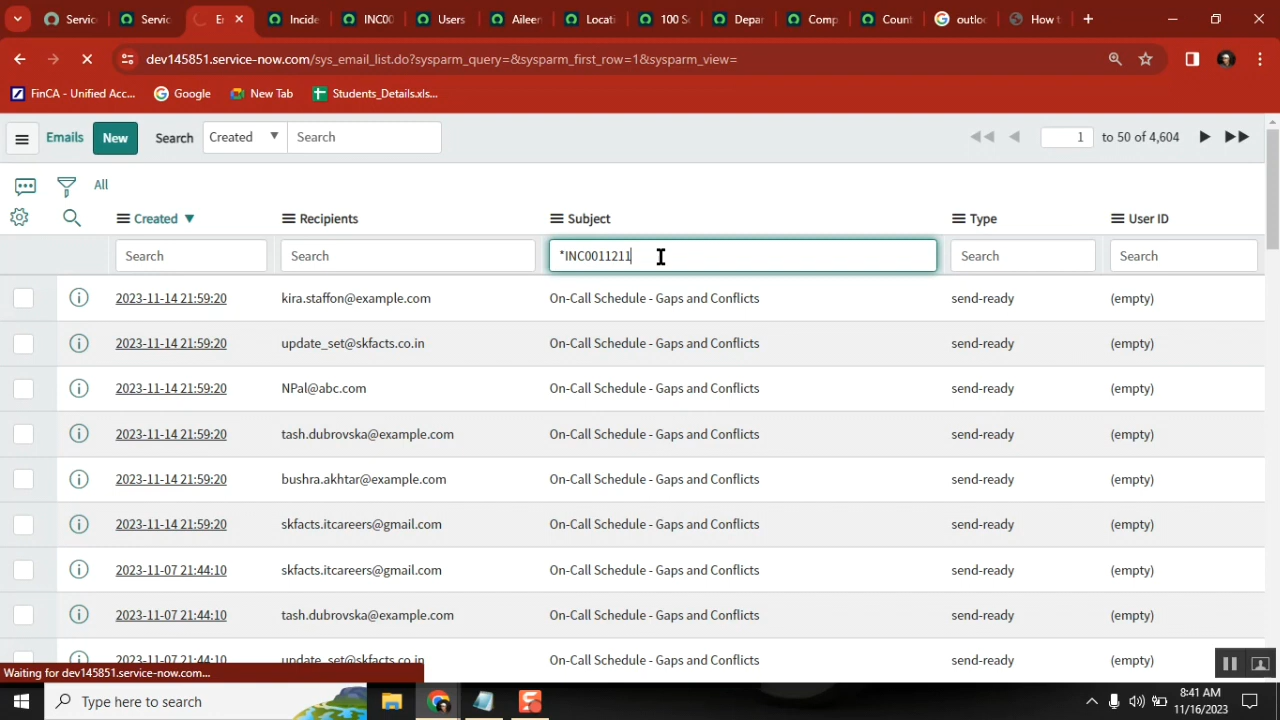 Servic
Servic
E
Incide
INC00
Users
Aileen
Locati
100 Sc
Depar
Comp
Count
outloo
How t
dev145851.service-now.com/sys_email_list.do?sysparm_query=&sysparm_first_row=1&sysparm_view=
FinCA - Unified Acc... Google New Tab Students_Details.xls...
Emails New Search Created Search 1 to 50 of 4,604
All
Created Recipients Subject Type User ID
Search Search *INC0011211 Search Search
2023-11-14 21:59:20 kira.staffon@example.com On-Call Schedule - Gaps and Conflicts send-ready (empty)
2023-11-14 21:59:20 update_set@skfacts.co.in On-Call Schedule - Gaps and Conflicts send-ready (empty)
2023-11-14 21:59:20 NPal@abc.com On-Call Schedule - Gaps and Conflicts send-ready (empty)
2023-11-14 21:59:20 tash.dubrovska@example.com On-Call Schedule - Gaps and Conflicts send-ready (empty)
2023-11-14 21:59:20 bushra.akhtar@example.com On-Call Schedule - Gaps and Conflicts send-ready (empty)
2023-11-14 21:59:20 skfacts.itcareers@gmail.com On-Call Schedule - Gaps and Conflicts send-ready (empty)
2023-11-07 21:44:10 skfacts.itcareers@gmail.com On-Call Schedule - Gaps and Conflicts send-ready (empty)
2023-11-07 21:44:10 tash.dubrovska@example.com On-Call Schedule - Gaps and Conflicts send-ready (empty)
2023-11-07 21:44:10 update_set@skfacts.co.in On-Call Schedule - Gaps and Conflicts send-ready (empty)
Waiting for dev145851.service-now.com...
Type here to search
8:41 AM
11/16/2023